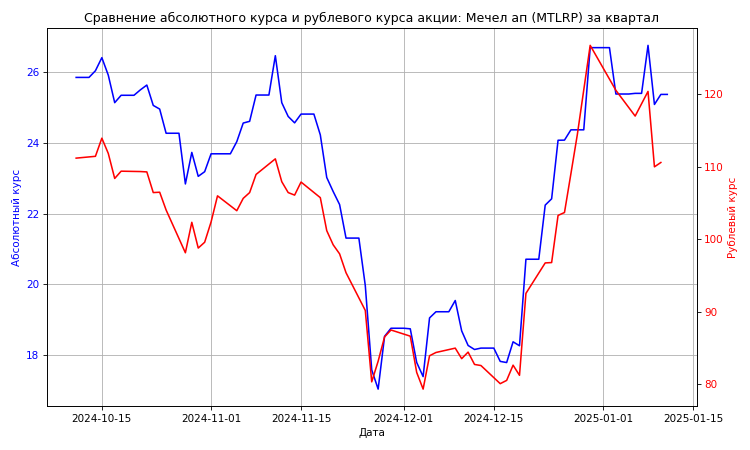 Сравнение абсолютного курса и рублевого курса акции: Мечел ап (MTLRP) за квартал
Абсолютный курс
26
24
22
20
18
Рублевый курс
120
110
100
90
80
2024-10-15 2024-11-01 2024-11-15 2024-12-01 2024-12-15 2025-01-01 2025-01-15
Дата